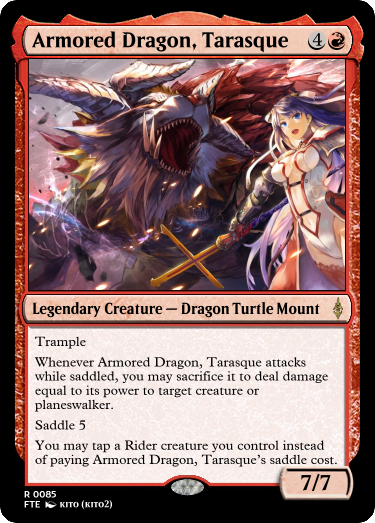 Armored Dragon, Tarasque 4
Legendary Creature — Dragon Turtle Mount
Trample
Whenever Armored Dragon, Tarasque attacks
while saddled, you may sacrifice it to deal damage
equal to its power to target creature or
planeswalker.
Saddle 5
You may tap a Rider creature you control instead
of paying Armored Dragon, Tarasque's saddle cost.
7/7
R 0085
FTE KITO (KITO2)